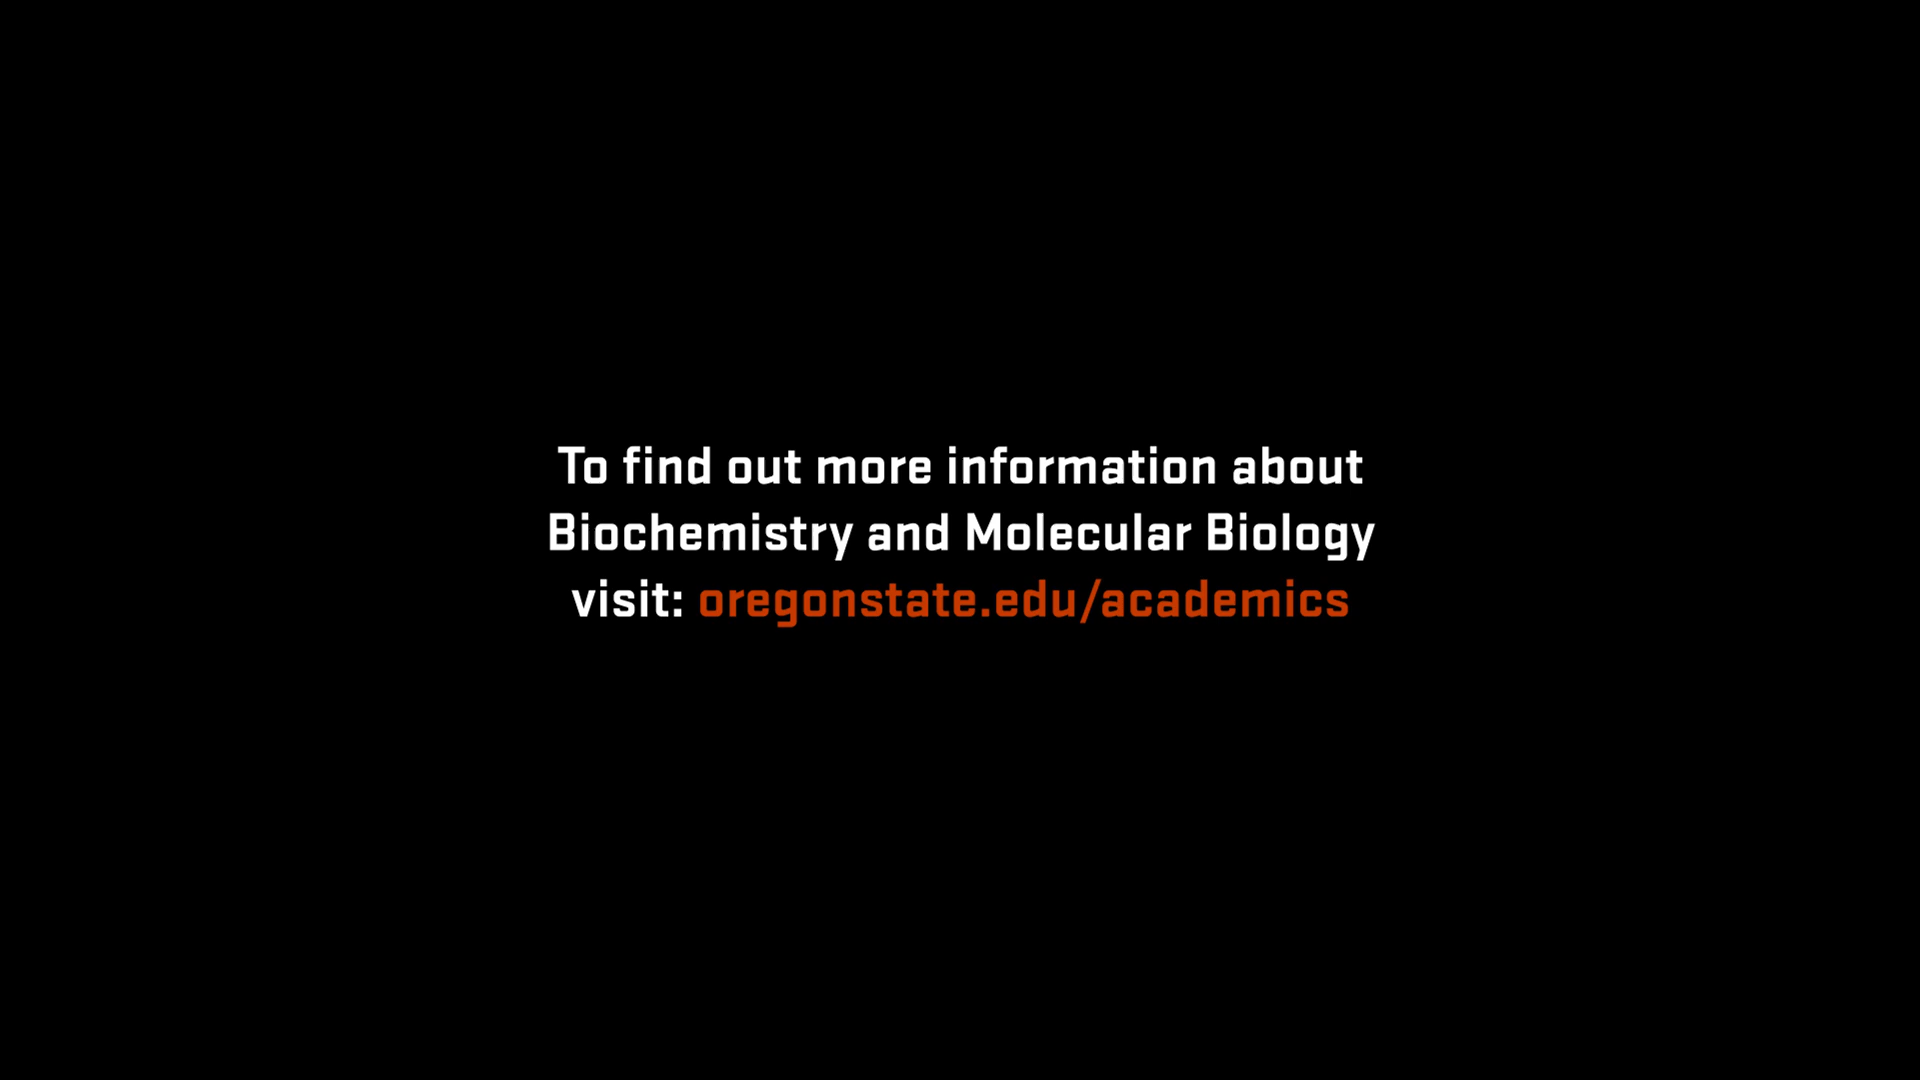 To find out more information about
Biochemistry and Molecular Biology
visit: oregonstate.edu/academics